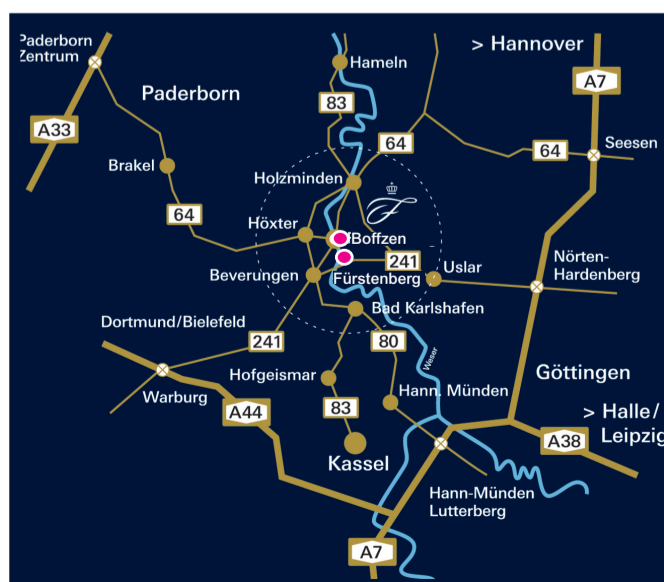 Paderborn
Zentrum
Hameln
> Hannover
A7
83
Paderborn
A33
64
64
Seesen
Brakel
Holzminden
F
64
Höxter
Boffzen
241
Beverungen
Fürstenberg
Uslar
Nörten-
Hardenberg
Bad Karlshafen
Dortmund/Bielefeld
241
80
Weser
Hofgeismar
Göttingen
Warburg
Hann. Münden
A44
83
> Halle/
Leipzig
A38
Kassel
Hann-Münden
Lutterberg
A7